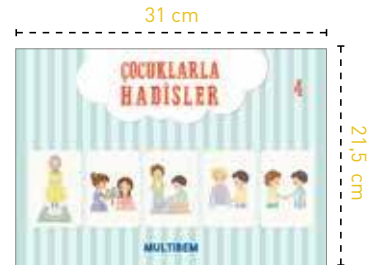 31 cm
ÇOCUKLARLA
HADİSLER
4
21,5 cm
MULTİBEM